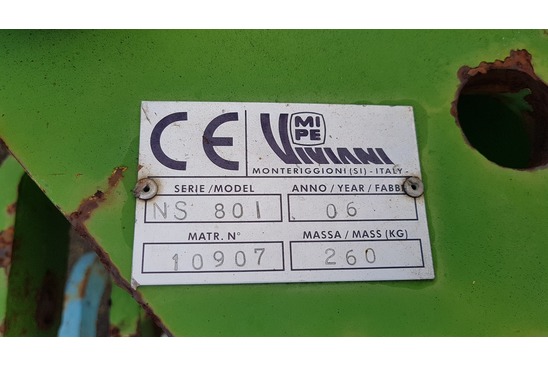 CE MI PE VIVIANI
MONTERIGGIONI (SI) - ITALY
SERIE / MODEL ANNO / YEAR / FABB
NS 801 06
MATR. N° MASSA / MASS (KG)
10907 260